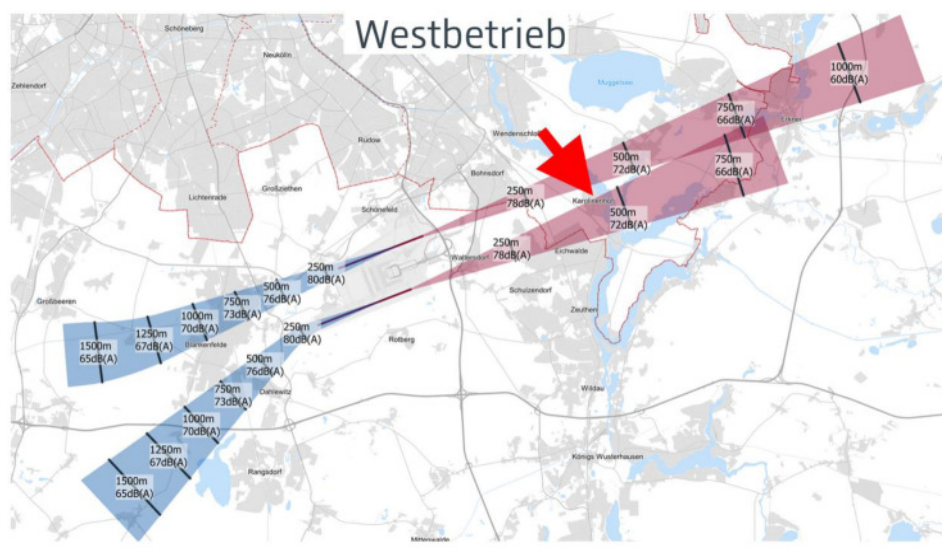 Westbetrieb
Schöneberg
Neukölln
Zehlendorf
Muggelsee
1000m
60dB(A)
750m
66dB(A)
Erkner
Wendenschloß
Rudow
500m
72dB(A)
750m
66dB(A)
Bohnsdorf
Großziethen
Lichtenrade
Schönefeld
250m
78dB(A)
Karolinenhof
500m
72dB(A)
250m
78dB(A)
Eichwalde
Waltersdorf
250m
80dB(A)
500m
76dB(A)
Schulzendorf
Großbeeren
750m
73dB(A)
1000m
70dB(A)
Zeuthen
1250m
67dB(A)
250m
80dB(A)
Rotberg
1500m
65dB(A)
Blankenfelde
500m
76dB(A)
Wildau
750m
73dB(A)
Dahlewitz
1000m
70dB(A)
1250m
67dB(A)
Königs Wusterhausen
Rangsdorf
1500m
65dB(A)
Mittenwalde